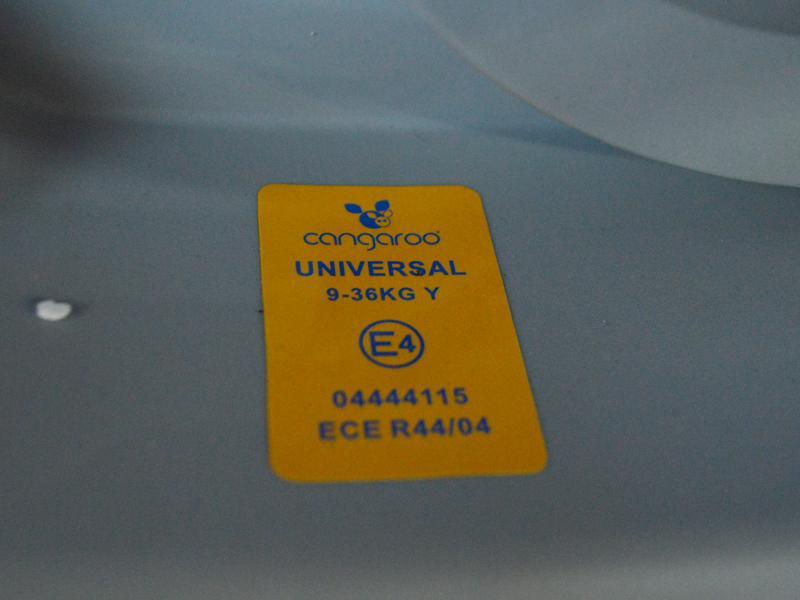 cangaroo
UNIVERSAL
9-36KG Y
E4
04444115
ECE R44/04